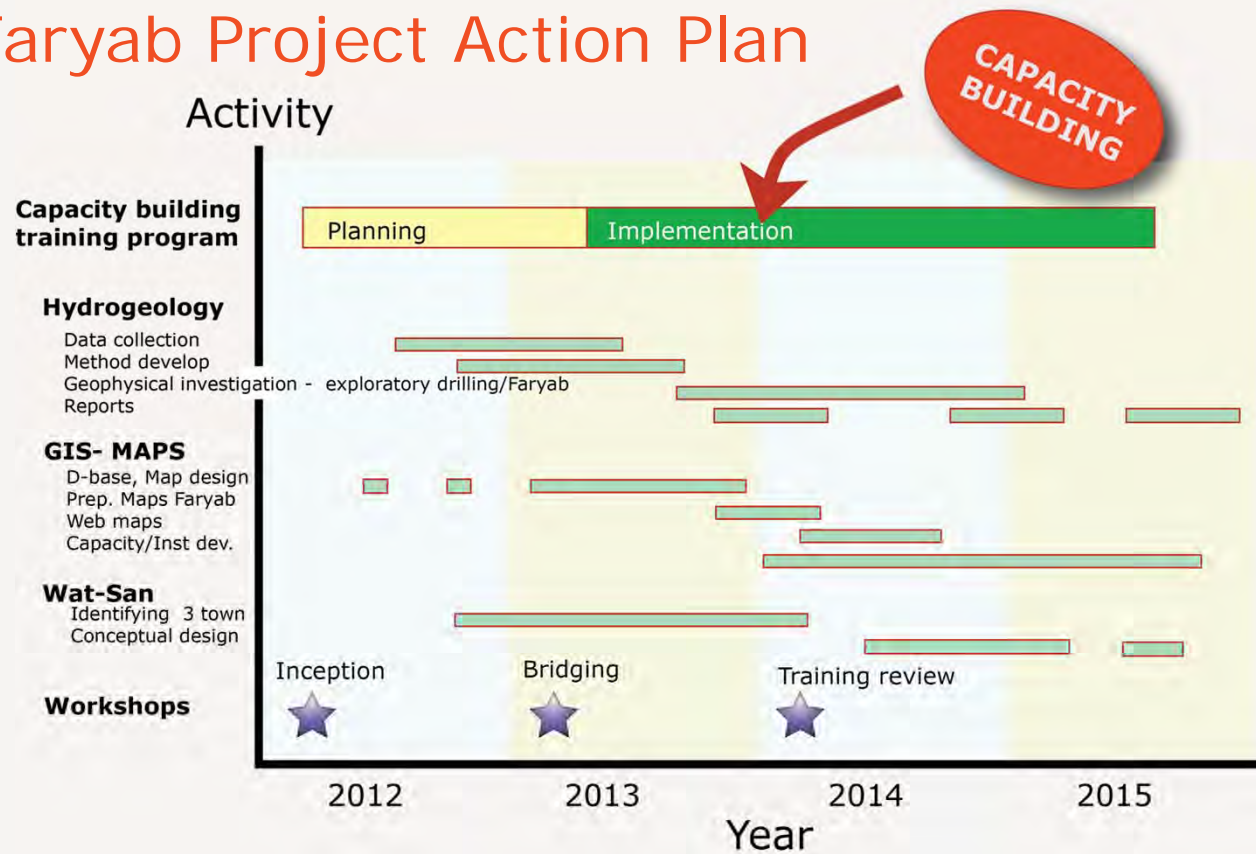 Faryab Project Action Plan
CAPACITY
BUILDING
Activity
Capacity building
training program
Planning
Implementation
Hydrogeology
Data collection
Method develop
Geophysical investigation - exploratory drilling/Faryab
Reports
GIS- MAPS
D-base, Map design
Prep. Maps Faryab
Web maps
Capacity/Inst dev.
Wat-San
Identifying 3 town
Conceptual design
Inception
Bridging
Training review
Workshops
2012
2013
2014
2015
Year